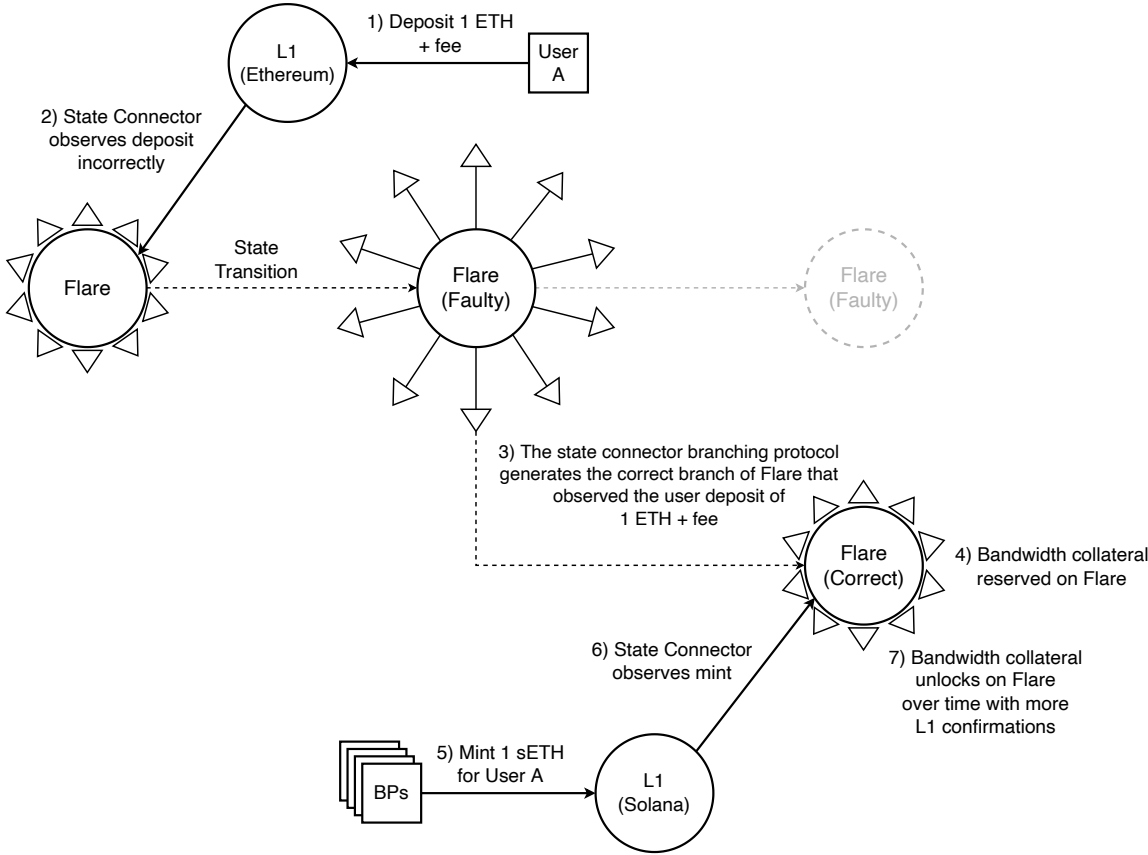 1) Deposit 1 ETH
+ fee
L1
(Ethereum)
User
A
2) State Connector
observes deposit
incorrectly
Flare
State
Transition
Flare
(Faulty)
Flare
(Faulty)
3) The state connector branching protocol
generates the correct branch of Flare that
observed the user deposit of
1 ETH + fee
Flare
(Correct)
4) Bandwidth collateral
reserved on Flare
6) State Connector
observes mint
7) Bandwidth collateral
unlocks on Flare
over time with more
L1 confirmations
5) Mint 1 sETH
for User A
BPs
L1
(Solana)